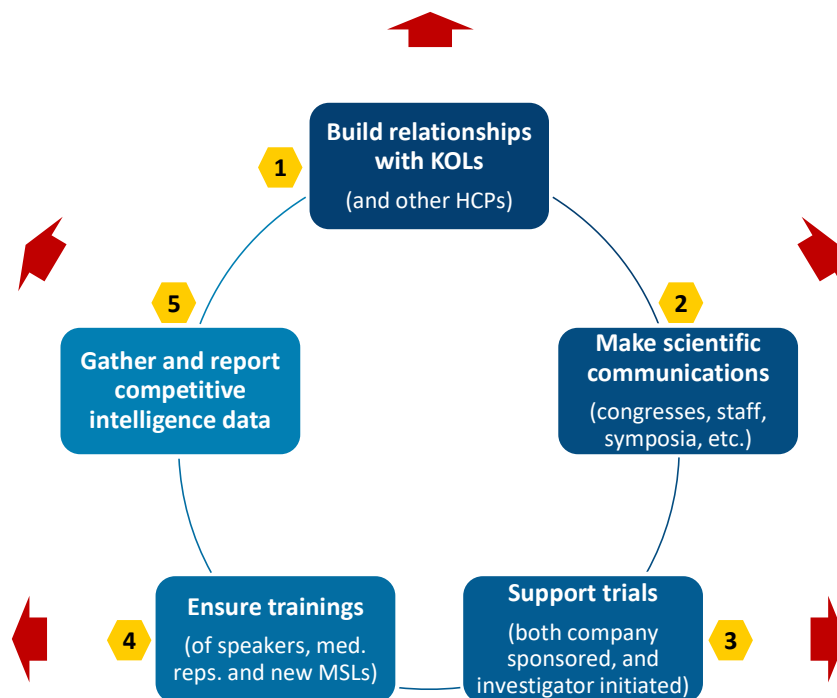 1
Build relationships
with KOLs
(and other HCPs)
2
Make scientific
communications
(congresses, staff,
symposia, etc.)
3
Support trials
(both company
sponsored, and
investigator initiated)
4
Ensure trainings
(of speakers, med.
reps. and new MSLs)
5
Gather and report
competitive
intelligence data